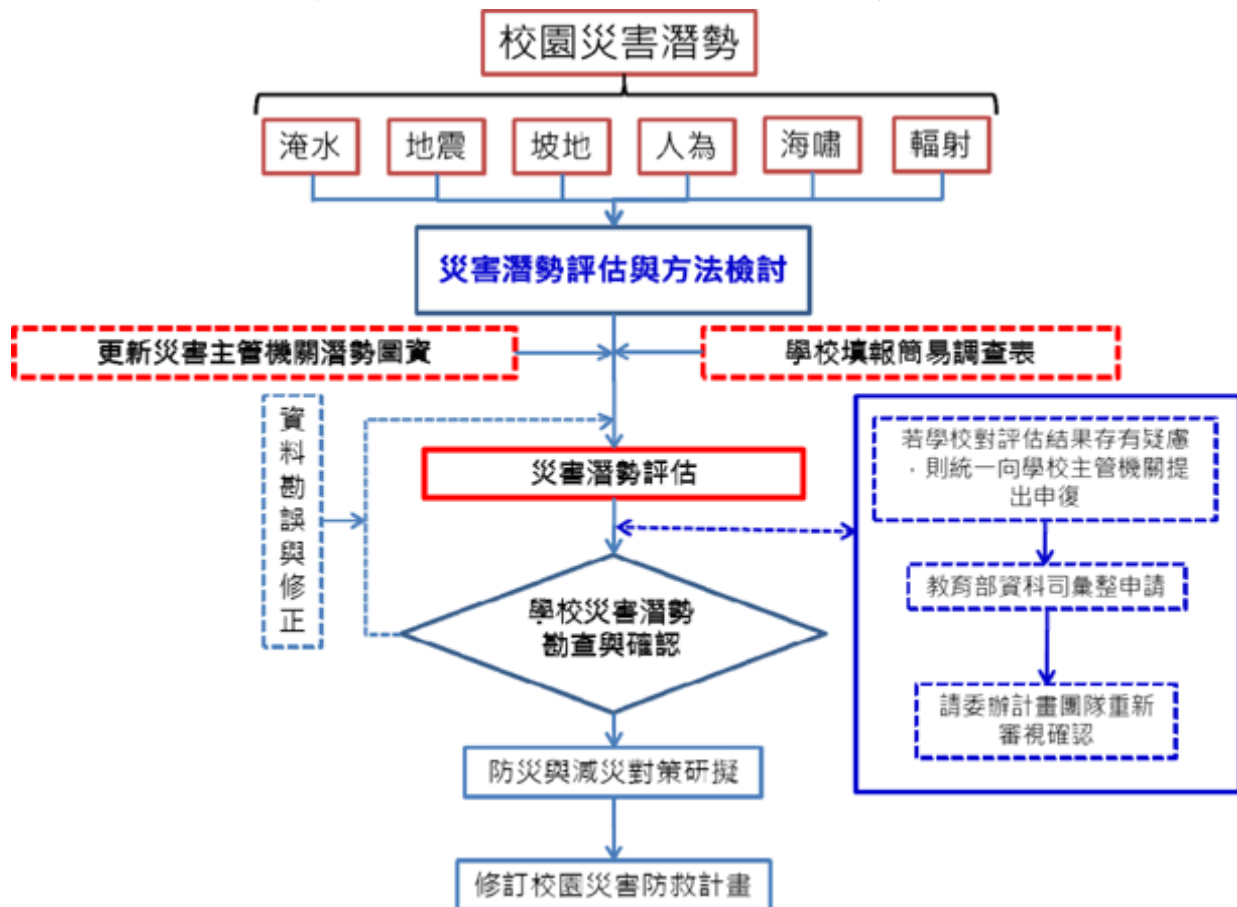 校園災害潛勢
淹水
地震
坡地
人為
海嘯
輻射
災害潛勢評估與方法檢討
更新災害主管機關潛勢圖資
學校填報簡易調查表
資料勘誤與修正
災害潛勢評估
若學校對評估結果存有疑慮
，則統一向學校主管機關提
出申復
學校災害潛勢
勘查與確認
教育部資科司彙整申請
請委辦計畫團隊重新
審視確認
防災與減災對策研擬
修訂校園災害防救計畫